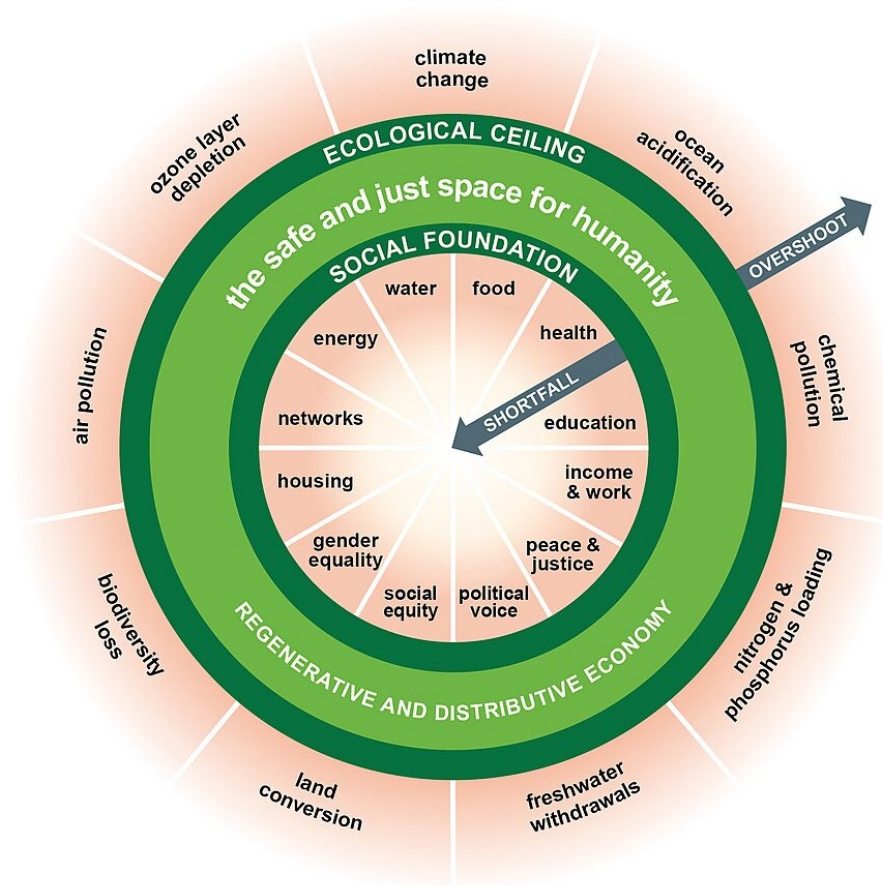 climate
change
ocean
acidification
OVERSHOOT
chemical
pollution
nitrogen &
phosphorus loading
freshwater
withdrawals
land
conversion
biodiversity
loss
air pollution
ozone layer
depletion
ECOLOGICAL CEILING
the safe and just space for humanity
SOCIAL FOUNDATION
water
food
health
SHORTFALL
education
income
& work
peace &
justice
political
voice
social
equity
gender
equality
housing
networks
energy
REGENERATIVE AND DISTRIBUTIVE ECONOMY